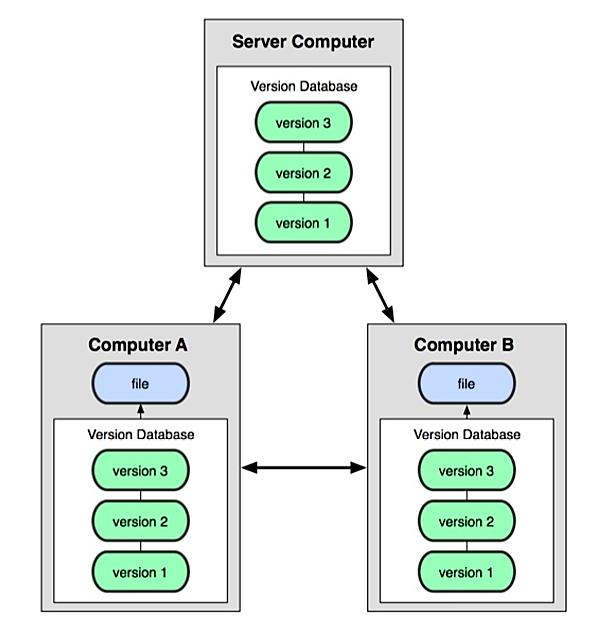 Server Computer
Version Database
version 3
version 2
version 1
Computer A
file
Version Database
version 3
version 2
version 1
Computer B
file
Version Database
version 3
version 2
version 1